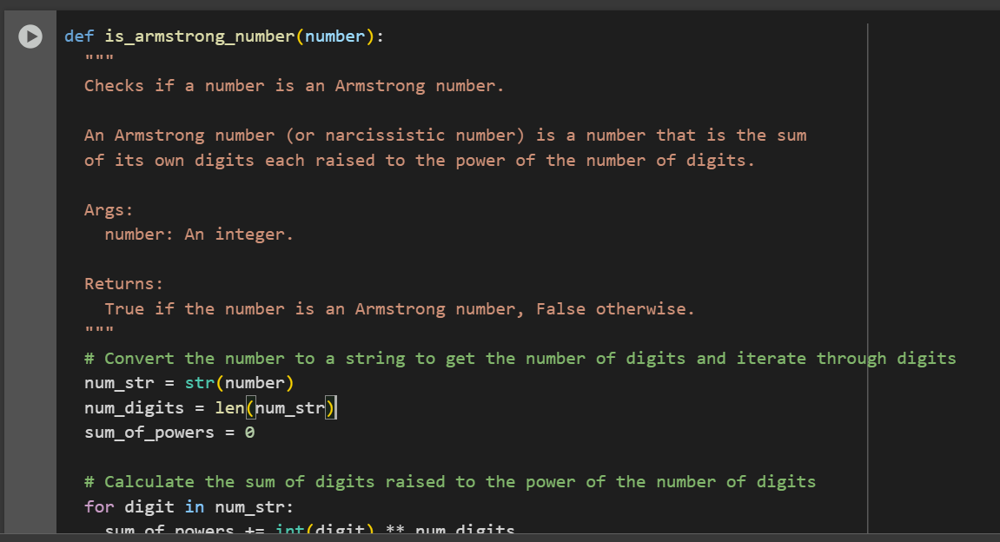 def is_armstrong_number(number):
  """
  Checks if a number is an Armstrong number.

  An Armstrong number (or narcissistic number) is a number that is the sum
  of its own digits each raised to the power of the number of digits.

  Args:
    number: An integer.

  Returns:
    True if the number is an Armstrong number, False otherwise.
  """
  # Convert the number to a string to get the number of digits and iterate through digits
  num_str = str(number)
  num_digits = len(num_str)
  sum_of_powers = 0

  # Calculate the sum of digits raised to the power of the number of digits
  for digit in num_str:
    sum_of_powers += int(digit) ** num_digits